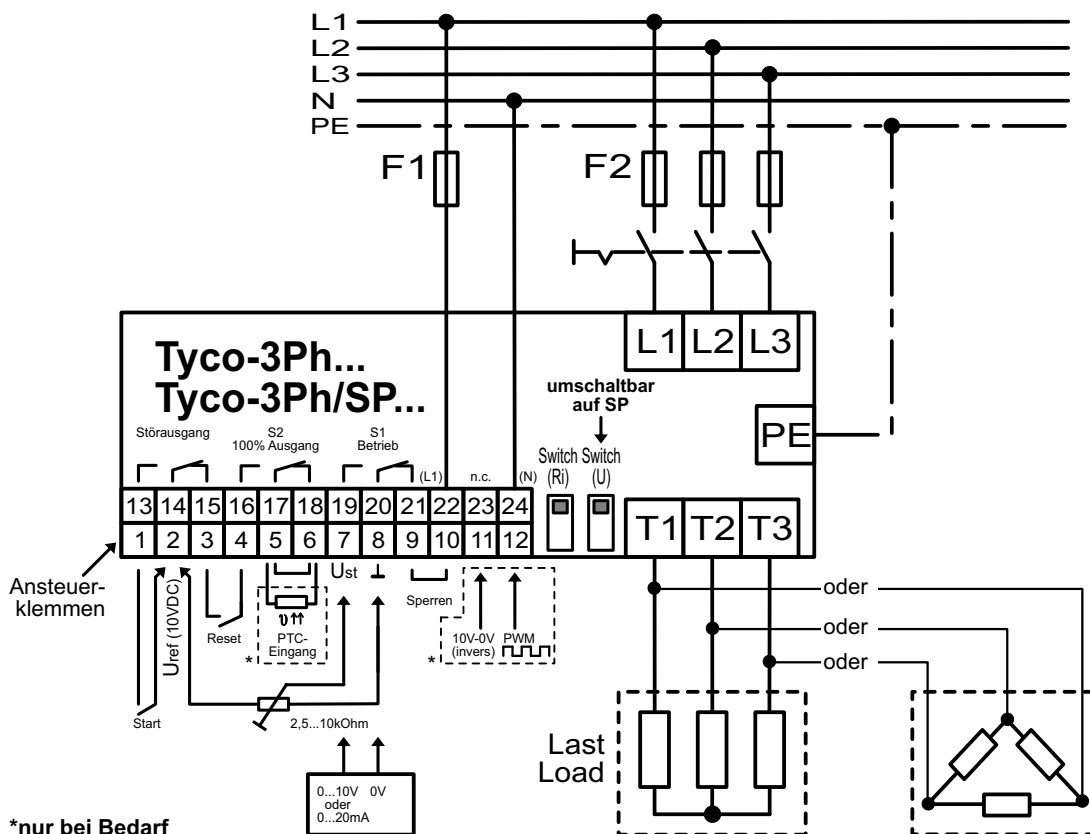 L1
L2
L3
N
PE
F1
F2
Tyco-3Ph...
Tyco-3Ph/SP...
L1 L2 L3
umschaltbar
auf SP
PE
Störausgang
S2
100% Ausgang
S1
Betrieb
(L1)
n.c.
(N)
Switch
(Ri)
Switch
(U)
13 14 15 16 17 18 19 20 21 22 23 24
1 2 3 4 5 6 7 8 9 10 11 12
T1 T2 T3
Ansteuer-
klemmen
Start
Uref (10VDC)
Reset
* PTC-
Eingang
Ust
Sperren
* 10V-0V
(invers)
PWM
2,5...10kOhm
0...10V 0V
oder
0...20mA
oder
oder
oder
Last
Load
*nur bei Bedarf